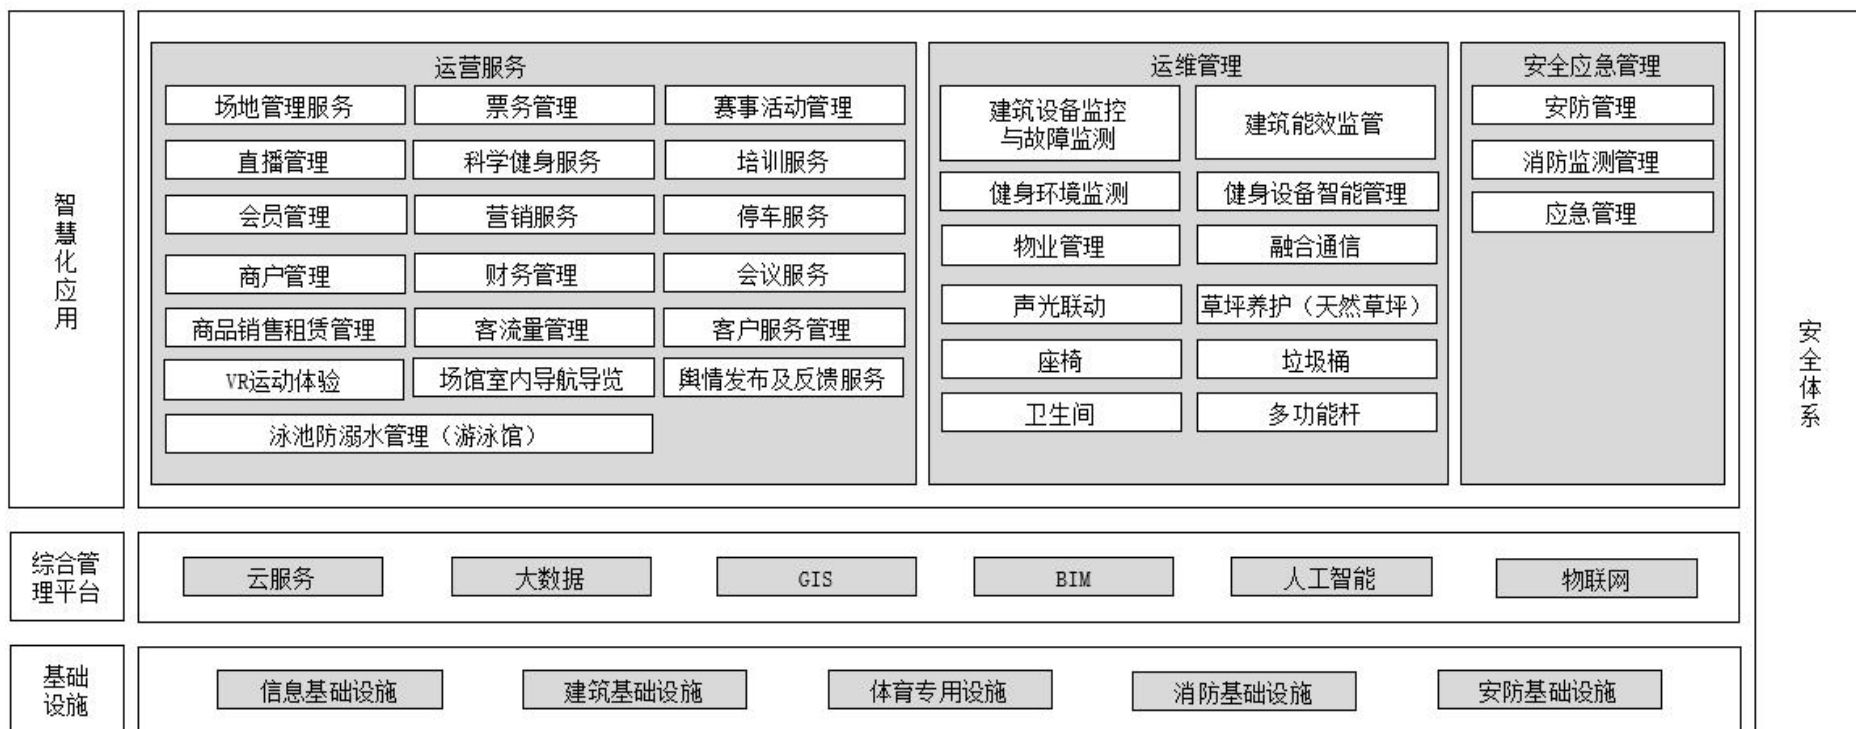 智慧化应用
运营服务
场地管理服务
票务管理
赛事活动管理
直播管理
科学健身服务
培训服务
会员管理
营销服务
停车服务
商户管理
财务管理
会议服务
商品销售租赁管理
客流量管理
客户服务管理
VR运动体验
场馆室内导航导览
舆情发布及反馈服务
泳池防溺水管理（游泳馆）
运维管理
建筑设备监控
与故障监测
建筑能效监管
健身环境监测
健身设备智能管理
物业管理
融合通信
声光联动
草坪养护（天然草坪）
座椅
垃圾桶
卫生间
多功能杆
安全应急管理
安防管理
消防监测管理
应急管理
综合管
理平台
云服务
大数据
GIS
BIM
人工智能
物联网
基础
设施
信息基础设施
建筑基础设施
体育专用设施
消防基础设施
安防基础设施
安全体系